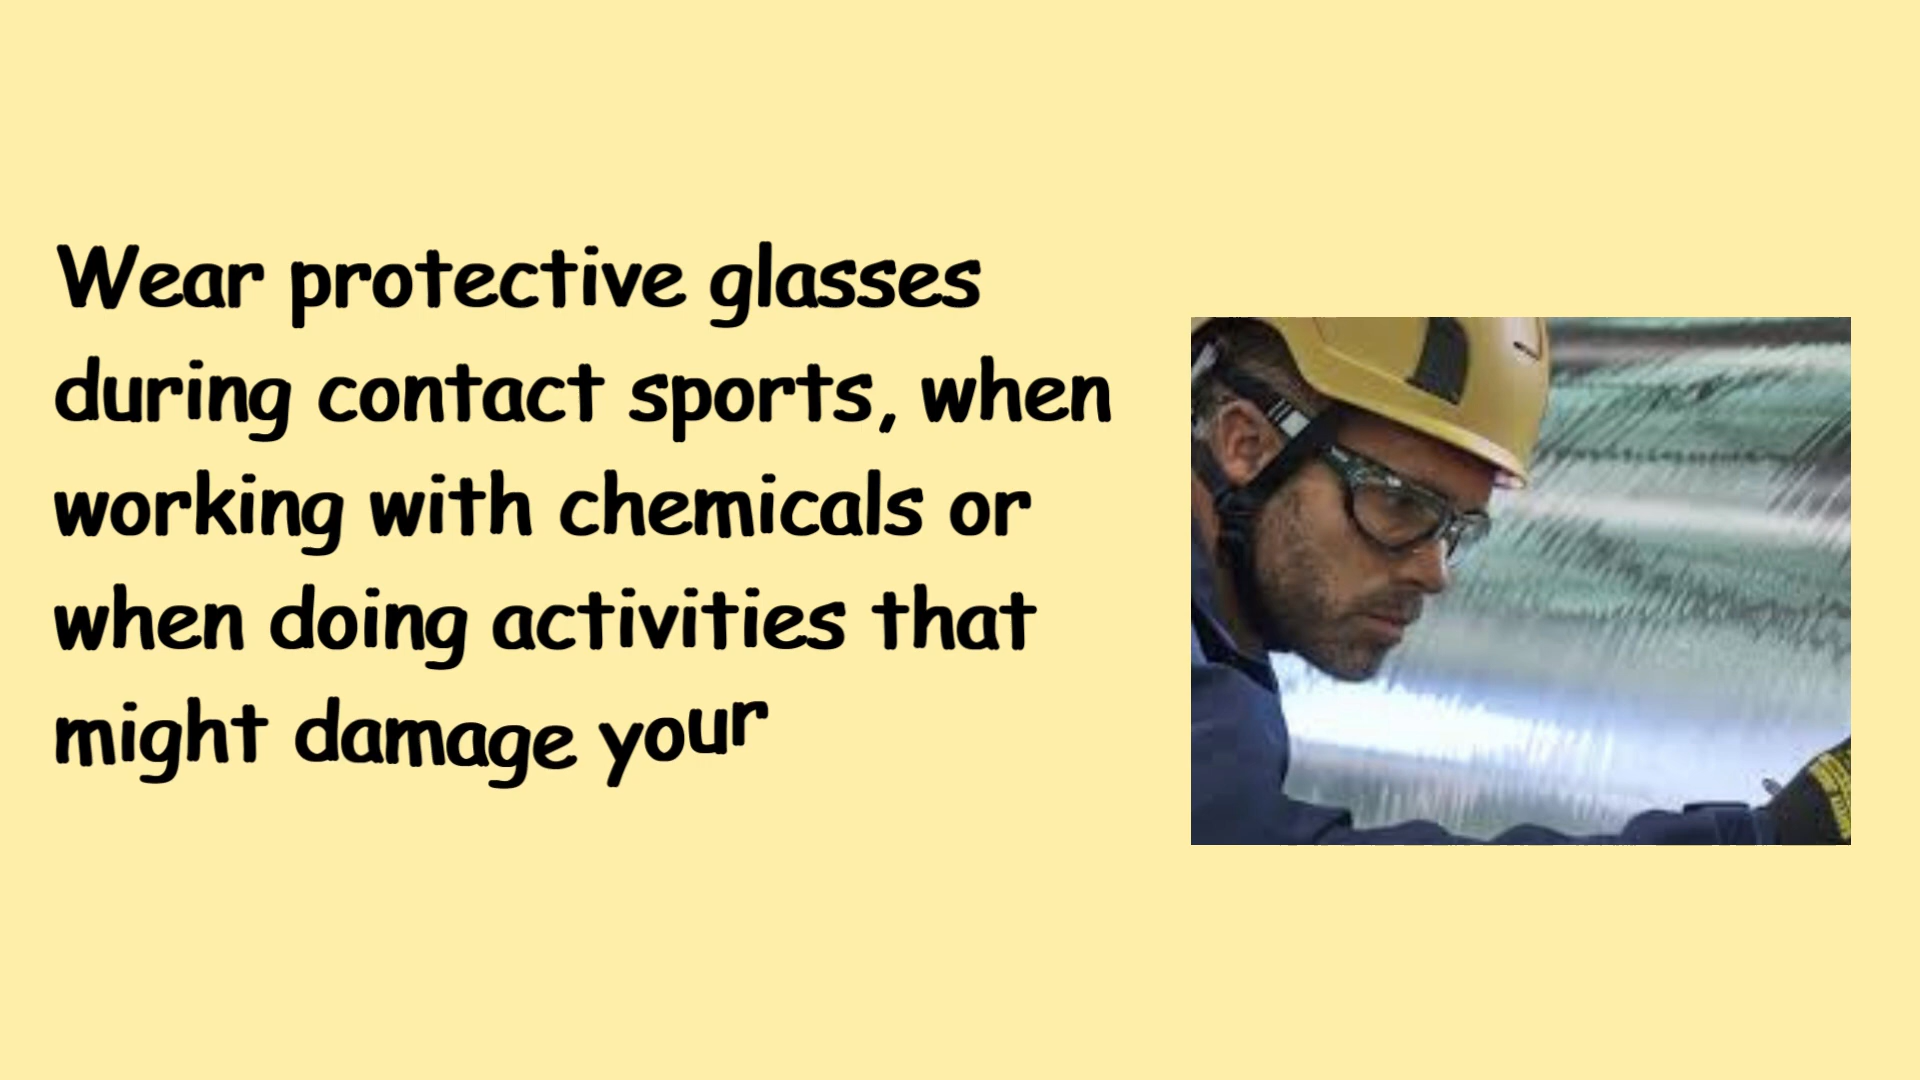 Wear protective glasses
during contact sports, when
working with chemicals or
when doing activities that
might damage your